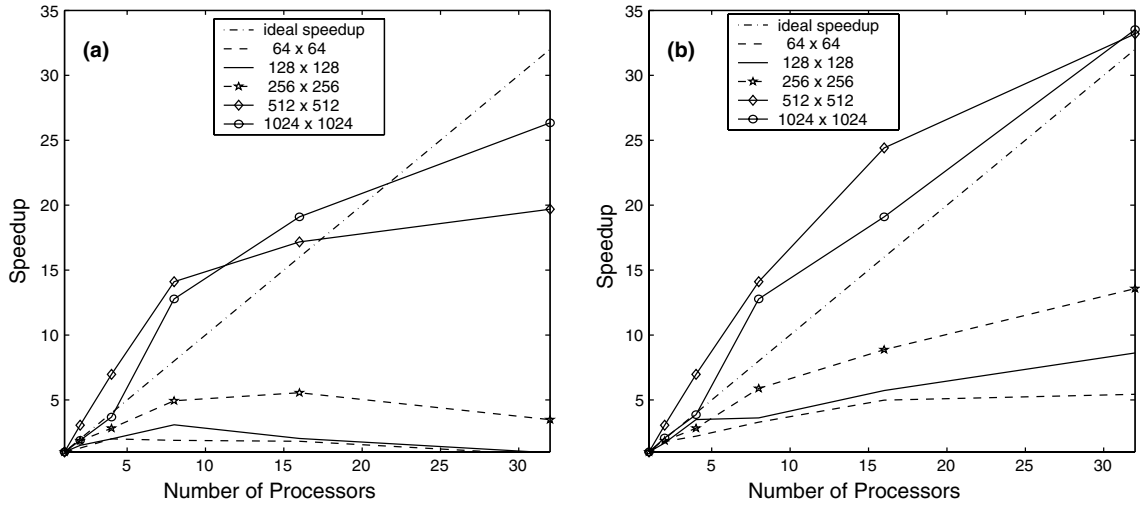 (a)
ideal speedup
64 x 64
128 x 128
256 x 256
512 x 512
1024 x 1024
35
30
25
20
15
10
5
5
10
15
20
25
30
Speedup
Number of Processors
(b)
ideal speedup
64 x 64
128 x 128
256 x 256
512 x 512
1024 x 1024
35
30
25
20
15
10
5
5
10
15
20
25
30
Speedup
Number of Processors